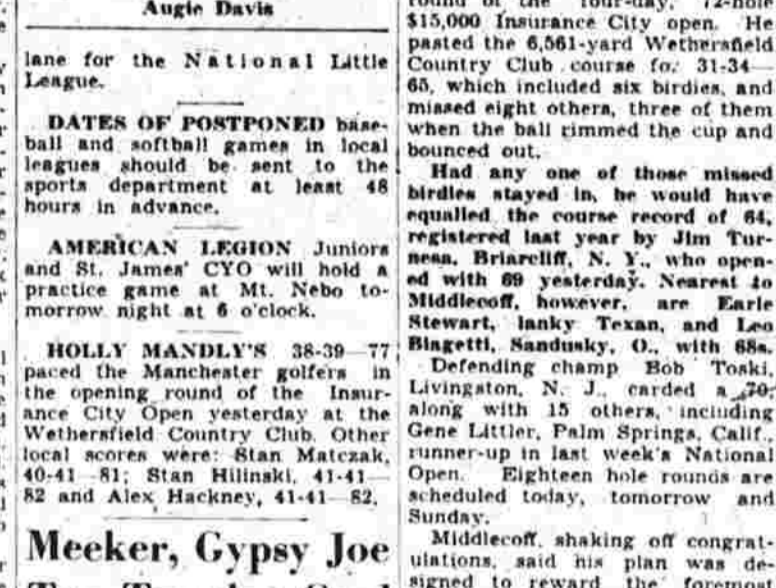 Augie Davis
lane for the National Little
League.
DATES OF POSTPONED base-
ball and softball games in local
leagues should be sent to the
sports department at least 48
hours in advance.
AMERICAN LEGION Juniors
and St. James' CYO will hold a
practice game at Mt. Nebo to-
morrow night at 6 o'clock.
HOLLY MANDLY'S 38-39—77
paced the Manchester golfers in
the opening round of the Insur-
ance City Open yesterday at the
Wethersfield Country Club. Other
local scores were: Stan Matczak,
40-41—81; Stan Hilinski, 41-41—
82 and Alex Hackney, 41-41—82.
Meeker, Gypsy Joe
round of the four-day, 72-hole
$15,000 Insurance City open. He
pasted the 6,561-yard Wethersfield
Country Club course for 31-34—
65, which included six birdies, and
missed eight others, three of them
when the ball rimmed the cup and
bounced out.
Had any one of those missed
birdies stayed in, he would have
equalled the course record of 64,
registered last year by Jim Tur-
nesa, Briarcliff, N. Y., who open-
ed with 69 yesterday. Nearest to
Middlecoff, however, are Earle
Stewart, lanky Texan, and Leo
Biagetti, Sandusky, O., with 68s.
Defending champ Bob Toski,
Livingston, N. J., carded a 70,
along with 15 others, including
Gene Littler, Palm Springs, Calif.,
runner-up in last week's National
Open. Eighteen hole rounds are
scheduled today, tomorrow and
Sunday.
Middlecoff, shaking off congrat-
ulations, said his plan was de-
signed to reward the foremost